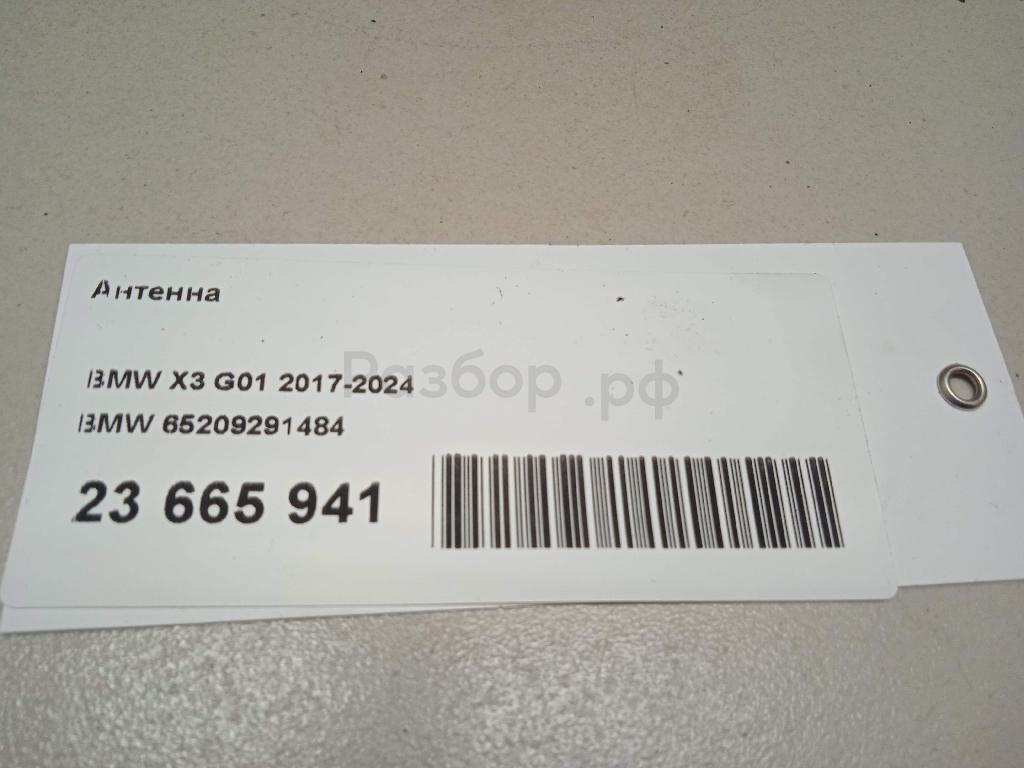 Антенна
BMW X3 G01 2017-2024
Разбор.рф
BMW 65209291484
23 665 941